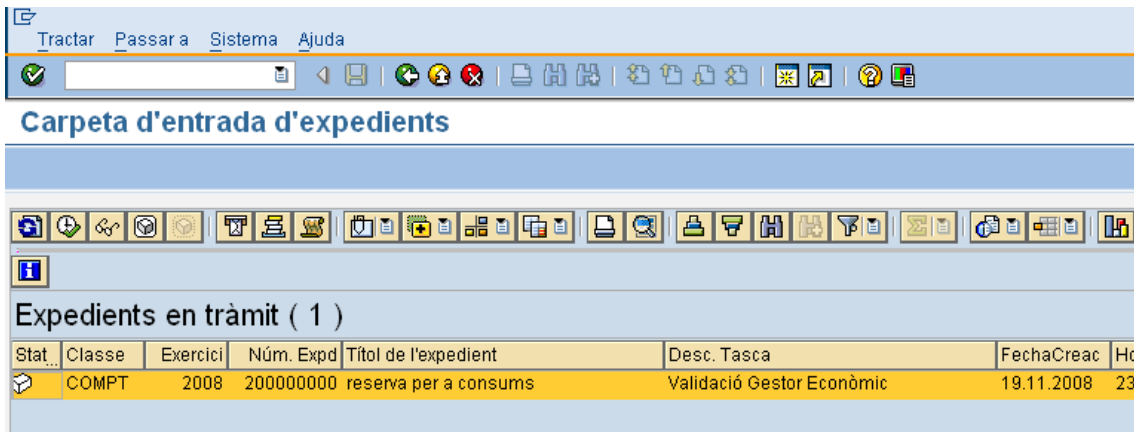 Tractar Passar a Sistema Ajuda
Carpeta d'entrada d'expedients
Expedients en tràmit ( 1 )
Stat... Classe Exercici Núm. Expd Títol de l'expedient Desc. Tasca FechaCreac Ho
COMPT 2008 200000000 reserva per a consums Validació Gestor Econòmic 19.11.2008 23